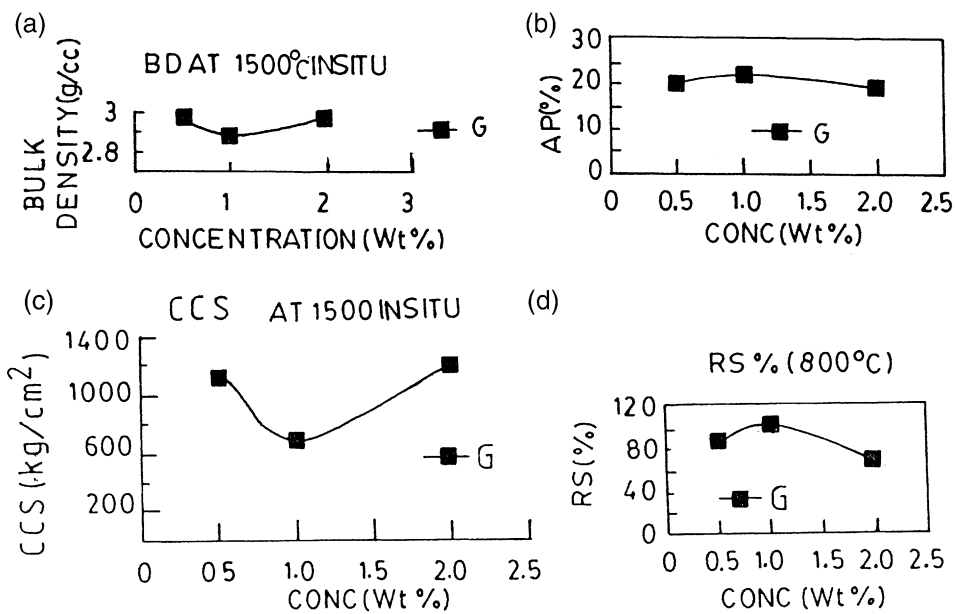 (a)
BD AT 1500°C INSITU
BULK
DENSITY(g/cc)
3
2.8
G
0 1 2 3
CONCENTRATION (Wt%)
(b)
AP(%)
30
20
10
0
G
0 0.5 1.0 2.0 2.5
CONC (Wt%)
(c)
CCS AT 1500 INSITU
CCS (.kg/cm²)
1400
1000
600
200
G
0 0.5 1.0 1.5 2.0 2.5
CONC (Wt%)
(d)
RS % (800°C)
RS(%)
120
80
40
0
G
0 0.5 1.0 1.5 2.0 2.5
CONC (Wt%)